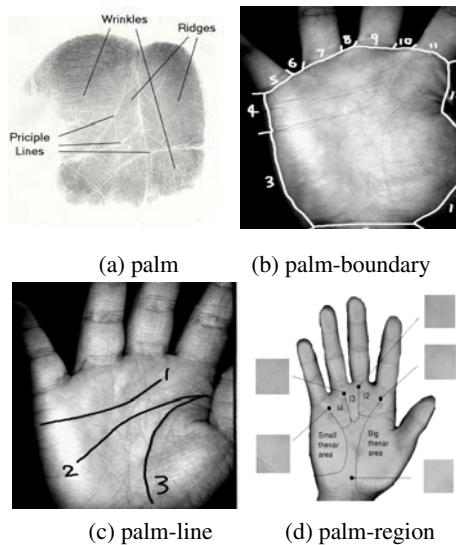 Wrinkles
Ridges
Priciple
Lines
(a) palm
5 6 7 8 9 10 11
4
3
1
(b) palm-boundary
1
2
3
(c) palm-line
I4 I3 I2
Small
thenar
area
Big
thenar
area
(d) palm-region